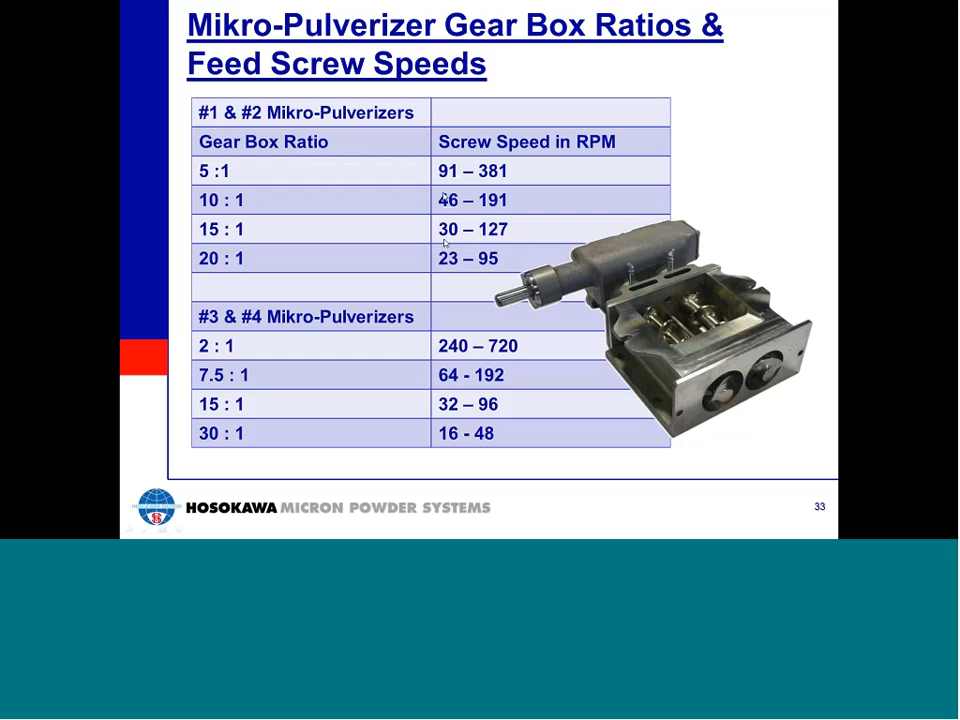 Mikro-Pulverizer Gear Box Ratios &
Feed Screw Speeds
#1 & #2 Mikro-Pulverizers
Gear Box Ratio Screw Speed in RPM
5 :1 91 – 381
10 : 1 46 – 191
15 : 1 30 – 127
20 : 1 23 – 95
#3 & #4 Mikro-Pulverizers
2 : 1 240 – 720
7.5 : 1 64 - 192
15 : 1 32 – 96
30 : 1 16 - 48
HOSOKAWA MICRON POWDER SYSTEMS
33